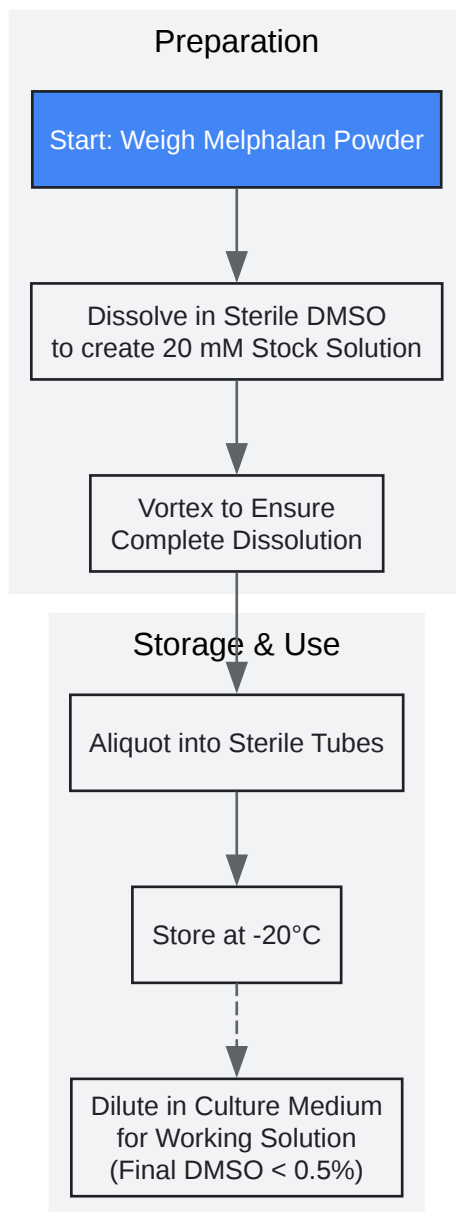 Preparation
Start: Weigh Melphalan Powder
Dissolve in Sterile DMSO
to create 20 mM Stock Solution
Vortex to Ensure
Complete Dissolution
Storage & Use
Aliquot into Sterile Tubes
Store at -20°C
Dilute in Culture Medium
for Working Solution
(Final DMSO < 0.5%)